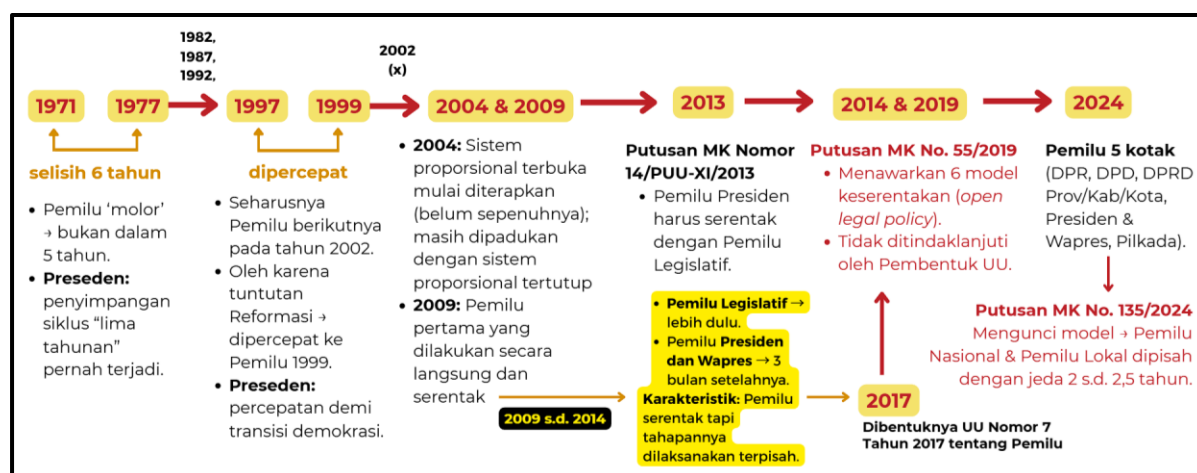 1982,
1987,
1992,
2002
(x)
1971
1977
1997
1999
2004 & 2009
2013
2014 & 2019
2024
selisih 6 tahun
• Pemilu ‘molor’
→ bukan dalam
5 tahun.
• Preseden:
penyimpangan
siklus “lima
tahunan”
pernah terjadi.
dipercepat
• Seharusnya
Pemilu berikutnya
pada tahun 2002.
• Oleh karena
tuntutan
Reformasi →
dipercepat ke
Pemilu 1999.
• Preseden:
percepatan demi
transisi demokrasi.
• 2004: Sistem
proporsional terbuka
mulai diterapkan
(belum sepenuhnya);
masih dipadukan
dengan sistem
proporsional tertutup
• 2009: Pemilu
pertama yang
dilakukan secara
langsung dan
serentak
2009 s.d. 2014
Putusan MK Nomor
14/PUU-XI/2013
• Pemilu Presiden
harus serentak
dengan Pemilu
Legislatif.
• Pemilu Legislatif →
lebih dulu.
• Pemilu Presiden
dan Wapres → 3
bulan setelahnya.
Karakteristik: Pemilu
serentak tapi
tahapannya
dilaksanakan terpisah.
Putusan MK No. 55/2019
• Menawarkan 6 model
keserentakan (open
legal policy).
• Tidak ditindaklanjuti
oleh Pembentuk UU.
2017
Dibentuknya UU Nomor 7
Tahun 2017 tentang Pemilu
Pemilu 5 kotak
(DPR, DPD, DPRD
Prov/Kab/Kota,
Presiden &
Wapres, Pilkada).
Putusan MK No. 135/2024
Mengunci model → Pemilu
Nasional & Pemilu Lokal dipisah
dengan jeda 2 s.d. 2,5 tahun.